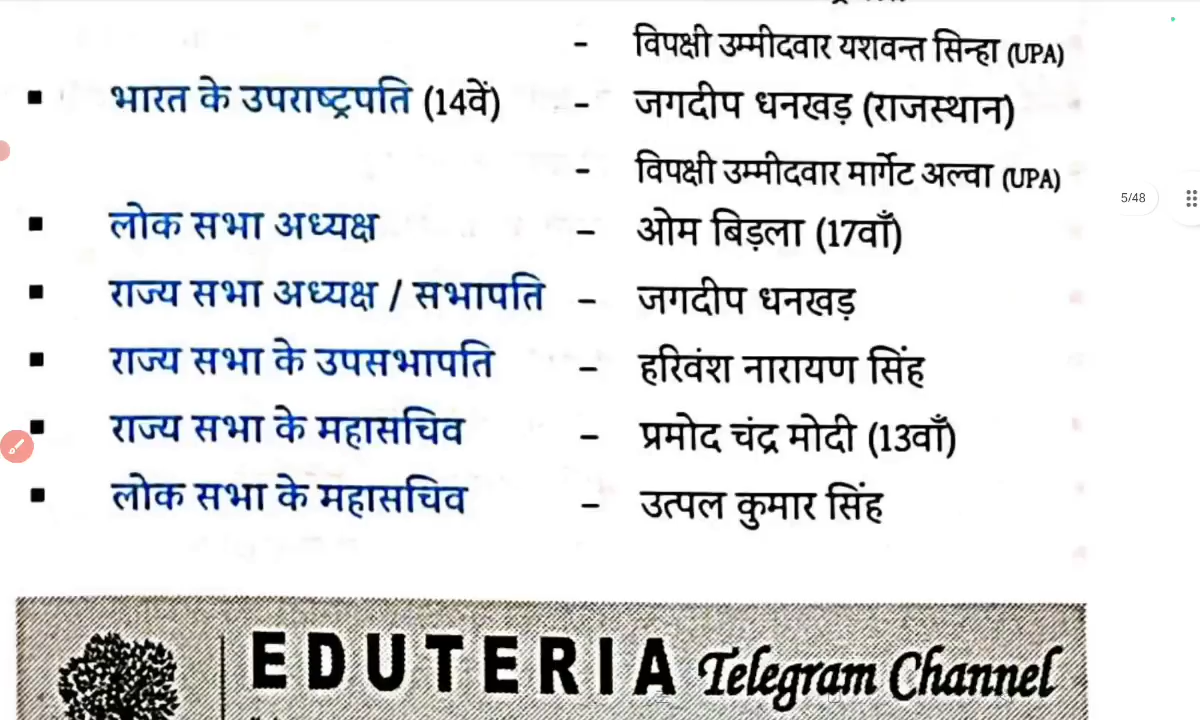 - विपक्षी उम्मीदवार यशवन्त सिन्हा (UPA)
▪ भारत के उपराष्ट्रपति (14वें) - जगदीप धनखड़ (राजस्थान)
- विपक्षी उम्मीदवार मार्गेट अल्वा (UPA)
5/48
▪ लोक सभा अध्यक्ष - ओम बिड़ला (17वाँ)
▪ राज्य सभा अध्यक्ष / सभापति - जगदीप धनखड़
▪ राज्य सभा के उपसभापति - हरिवंश नारायण सिंह
▪ राज्य सभा के महासचिव - प्रमोद चंद्र मोदी (13वाँ)
▪ लोक सभा के महासचिव - उत्पल कुमार सिंह
EDUTERIA Telegram Channel